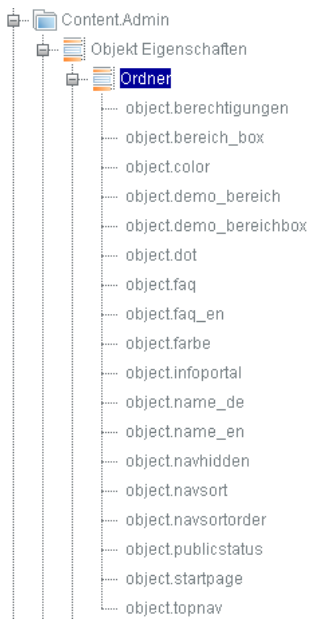 Content.Admin
Objekt Eigenschaften
Ordner
object.berechtigungen
object.bereich_box
object.color
object.demo_bereich
object.demo_bereichbox
object.dot
object.faq
object.faq_en
object.farbe
object.infoportal
object.name_de
object.name_en
object.navhidden
object.navsort
object.navsortorder
object.publicstatus
object.startpage
object.topnav